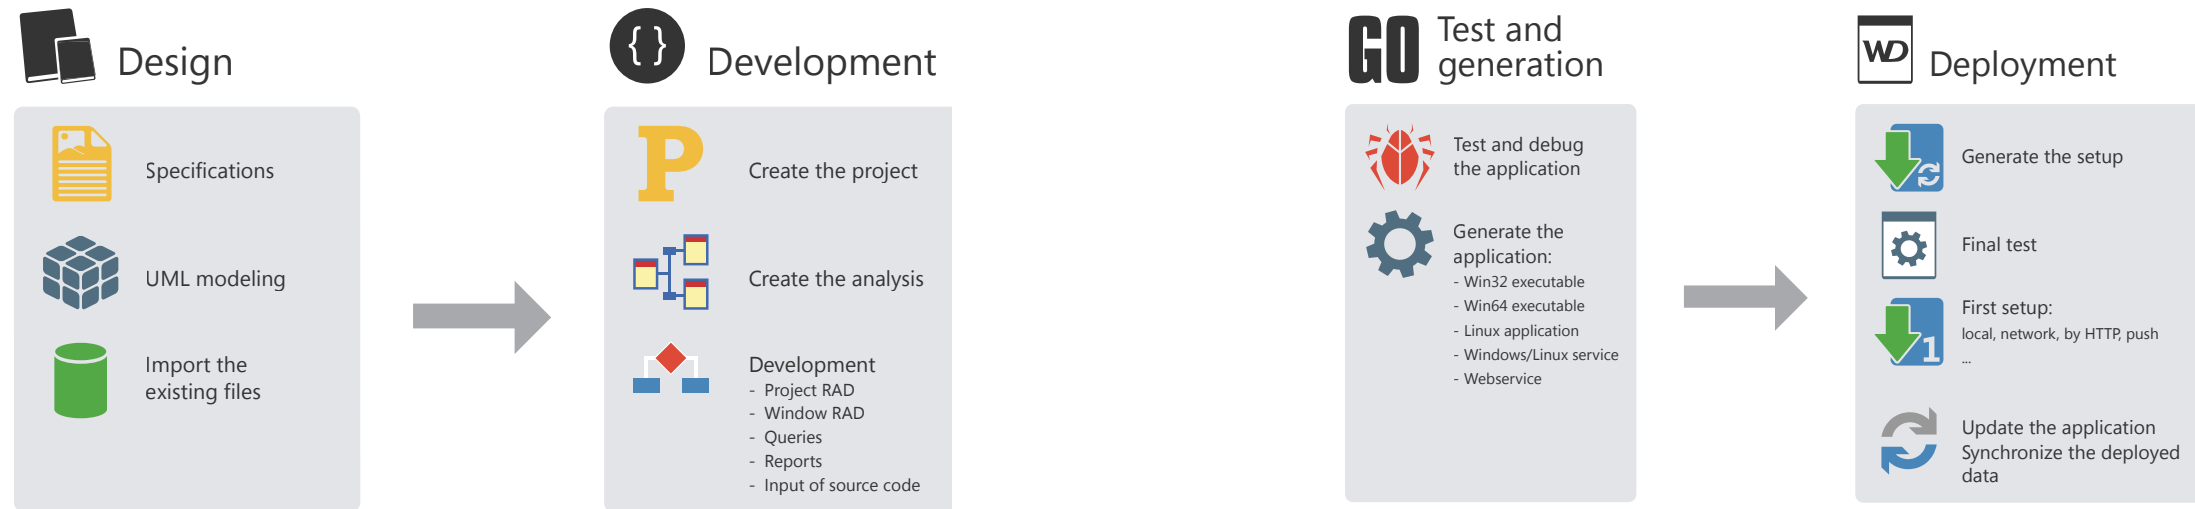 Design
Specifications
UML modeling
Import the
existing files
{ }
Development
P
Create the project
Create the analysis
Development
- Project RAD
- Window RAD
- Queries
- Reports
- Input of source code
GO
Test and
generation
Test and debug
the application
Generate the
application:
- Win32 executable
- Win64 executable
- Linux application
- Windows/Linux service
- Webservice
WD
Deployment
Generate the setup
Final test
1
First setup:
local, network, by HTTP, push
...
Update the application
Synchronize the deployed
data